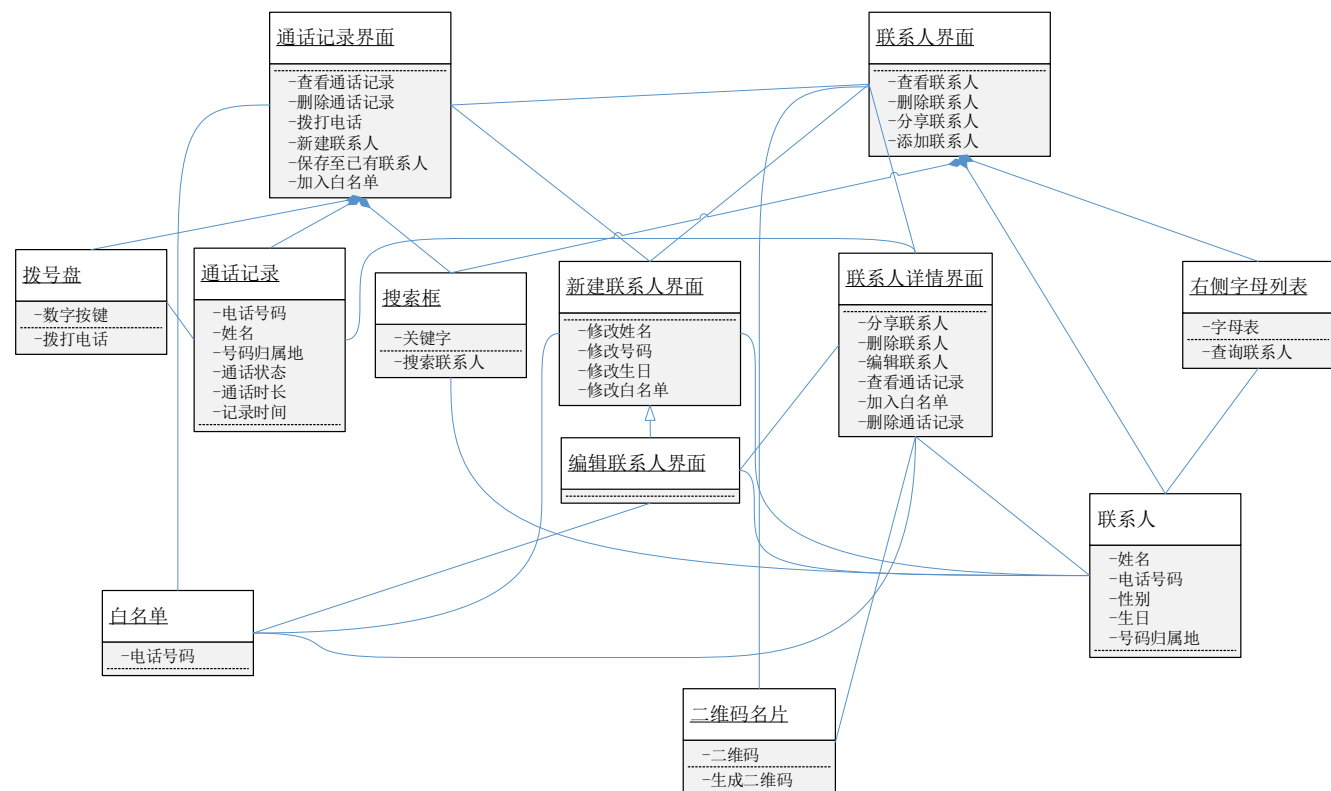 通话记录界面
-查看通话记录
-删除通话记录
-拨打电话
-新建联系人
-保存至已有联系人
-加入白名单
联系人界面
-查看联系人
-删除联系人
-分享联系人
-添加联系人
拨号盘
-数字按键
-拨打电话
通话记录
-电话号码
-姓名
-号码归属地
-通话状态
-通话时长
-记录时间
搜索框
-关键字
-搜索联系人
新建联系人界面
-修改姓名
-修改号码
-修改生日
-修改白名单
联系人详情界面
-分享联系人
-删除联系人
-编辑联系人
-查看通话记录
-加入白名单
-删除通话记录
右侧字母列表
-字母表
-查询联系人
编辑联系人界面
联系人
-姓名
-电话号码
-性别
-生日
-号码归属地
白名单
-电话号码
二维码名片
-二维码
-生成二维码